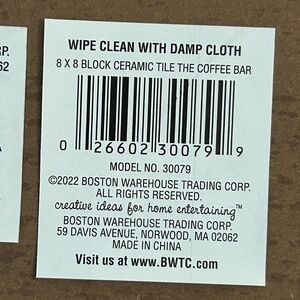 RP.
62
A
WIPE CLEAN WITH DAMP CLOTH
8 X 8 BLOCK CERAMIC TILE THE COFFEE BAR
0 26602 30079 9
MODEL NO. 30079
©2022 BOSTON WAREHOUSE TRADING CORP.
ALL RIGHTS RESERVED.
creative ideas for home entertaining™
BOSTON WAREHOUSE TRADING CORP.
59 DAVIS AVENUE, NORWOOD, MA 02062
MADE IN CHINA
Visit us at www.BWTC.com